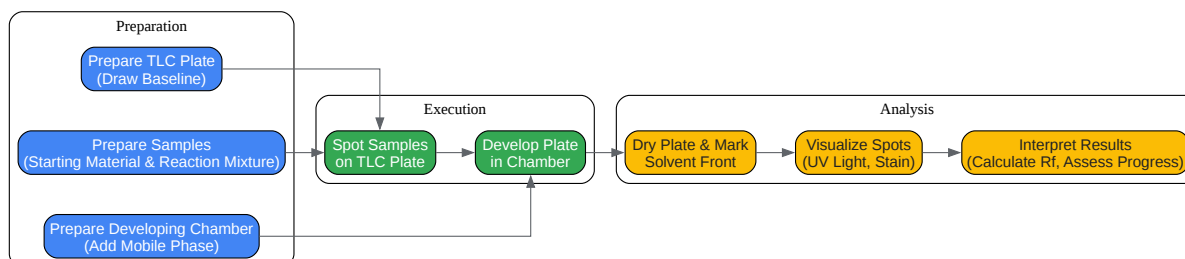 Preparation
Prepare TLC Plate
(Draw Baseline)
Prepare Samples
(Starting Material & Reaction Mixture)
Prepare Developing Chamber
(Add Mobile Phase)
Execution
Spot Samples
on TLC Plate
Develop Plate
in Chamber
Analysis
Dry Plate & Mark
Solvent Front
Visualize Spots
(UV Light, Stain)
Interpret Results
(Calculate Rf, Assess Progress)